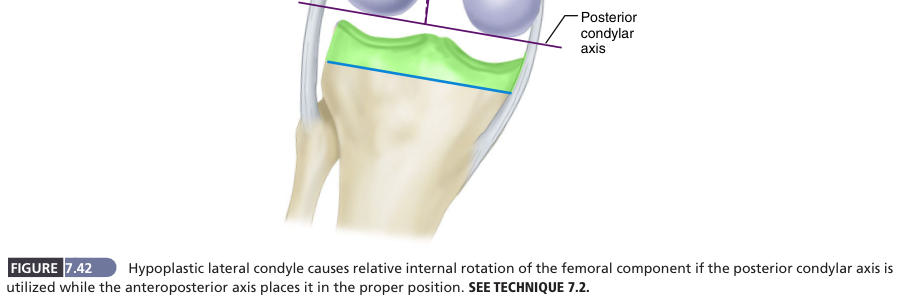 Posterior
condylar
axis
FIGURE 7.42 Hypoplastic lateral condyle causes relative internal rotation of the femoral component if the posterior condylar axis is
utilized while the anteroposterior axis places it in the proper position. SEE TECHNIQUE 7.2.